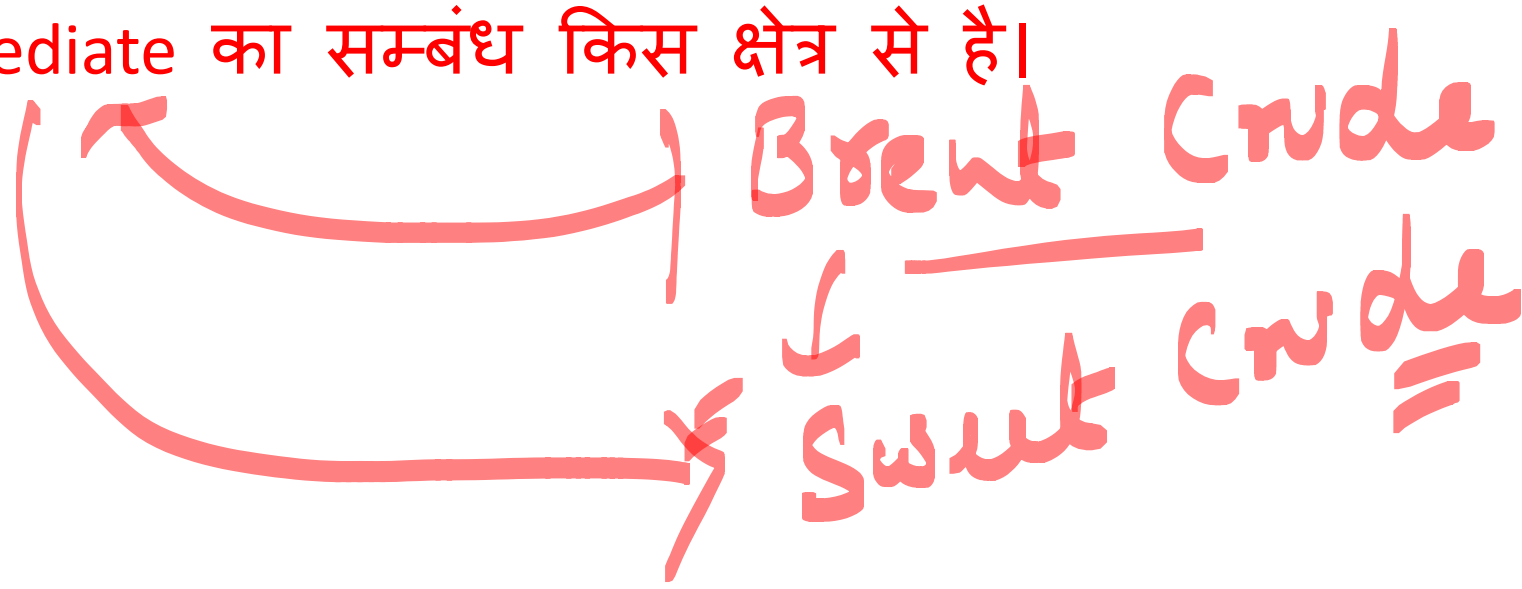 ediate का सम्बंध किस क्षेत्र से है।
Brent Crude
Sweet Crude